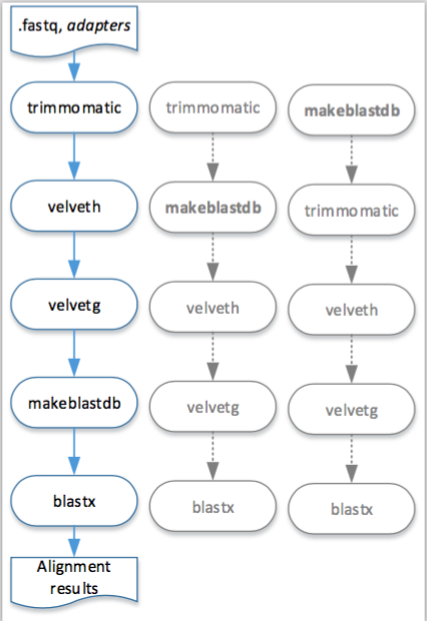 .fastq, adapters
trimmomatic
velveth
velvetg
makeblastdb
blastx
Alignment
results
trimmomatic
makeblastdb
velveth
velvetg
blastx
makeblastdb
trimmomatic
velveth
velvetg
blastx